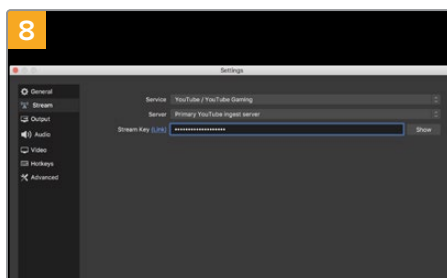 8
Settings
General
Stream
Output
Audio
Video
Hotkeys
Advanced
Service YouTube / YouTube Gaming
Server Primary YouTube ingest server
Stream Key (Link) •••••••••••••••••••• Show